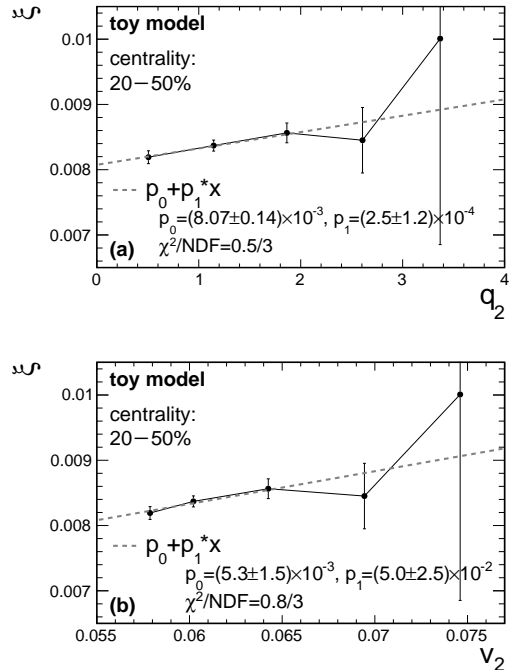 ξ
0.01
0.009
0.008
0.007
toy model
centrality:
20−50%
p₀+p₁*x
p₀=(8.07±0.14)×10⁻³, p₁=(2.5±1.2)×10⁻⁴
χ²/NDF=0.5/3
(a)
0 1 2 3 4
q₂
ξ
0.01
0.009
0.008
0.007
toy model
centrality:
20−50%
p₀+p₁*x
p₀=(5.3±1.5)×10⁻³, p₁=(5.0±2.5)×10⁻²
χ²/NDF=0.8/3
(b)
0.055 0.06 0.065 0.07 0.075
v₂